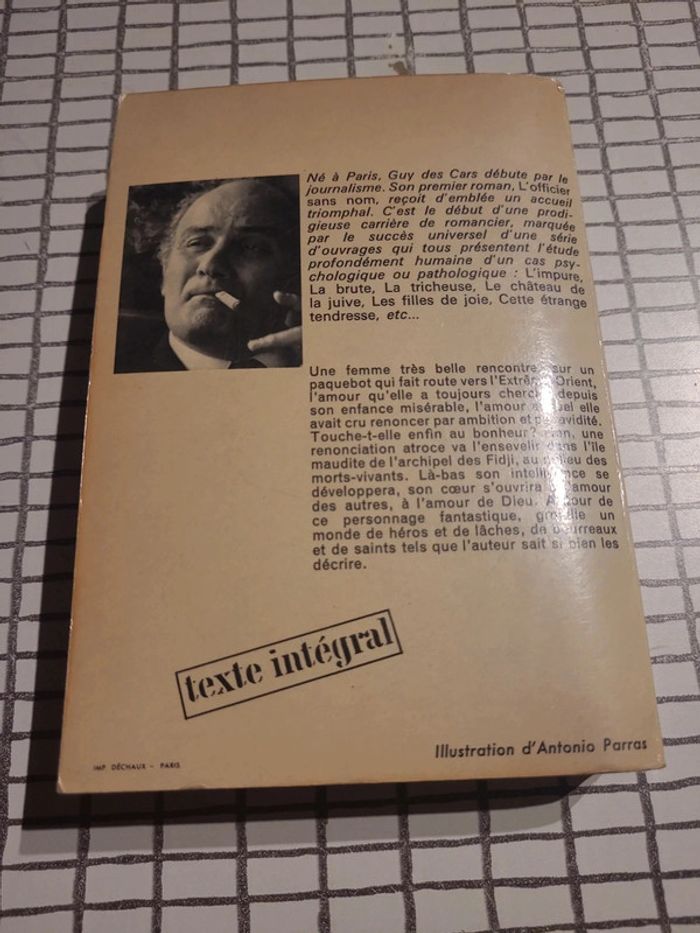 Né à Paris, Guy des Cars débute par le
journalisme. Son premier roman, L'officier
sans nom, reçoit d'emblée un accueil
triomphal. C'est le début d'une prodi-
gieuse carrière de romancier, marquée
par le succès universel d'une série
d'ouvrages qui tous présentent l'étude
profondément humaine d'un cas psy-
chologique ou pathologique : L'impure,
La brute, La tricheuse, Le château de
la juive, Les filles de joie, Cette étrange
tendresse, etc...
Une femme très belle rencontre, sur un
paquebot qui fait route vers l'Extrême-Orient,
l'amour qu'elle a toujours cherché depuis
son enfance misérable, l'amour auquel elle
avait cru renoncer par ambition et par avidité.
Touche-t-elle enfin au bonheur? Non, une
renonciation atroce va l'ensevelir dans l'île
maudite de l'archipel des Fidji, au milieu des
morts-vivants. Là-bas son intelligence se
développera, son cœur s'ouvrira à l'amour
des autres, à l'amour de Dieu. Autour de
ce personnage fantastique, grouille un
monde de héros et de lâches, de bourreaux
et de saints tels que l'auteur sait si bien les
décrire.
texte intégral
Illustration d'Antonio Parras
IMP. DÉCHAUX - PARIS